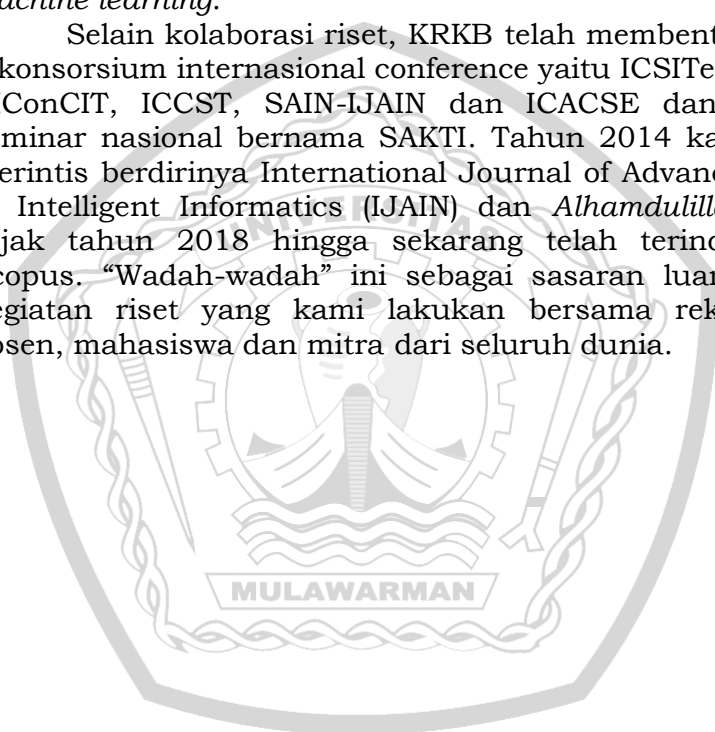 achine learning.
Selain kolaborasi riset, KRKB telah membent
konsorsium internasional conference yaitu ICSITe
IConCIT, ICCST, SAIN-IJAIN dan ICACSE dan
minar nasional bernama SAKTI. Tahun 2014 ka
erintis berdirinya International Journal of Advanc
Intelligent Informatics (IJAIN) dan Alhamdulill
jak tahun 2018 hingga sekarang telah terind
copus. “Wadah-wadah” ini sebagai sasaran luar
egiatan riset yang kami lakukan bersama rek
osen, mahasiswa dan mitra dari seluruh dunia.
UNIVERSITAS
MULAWARMAN